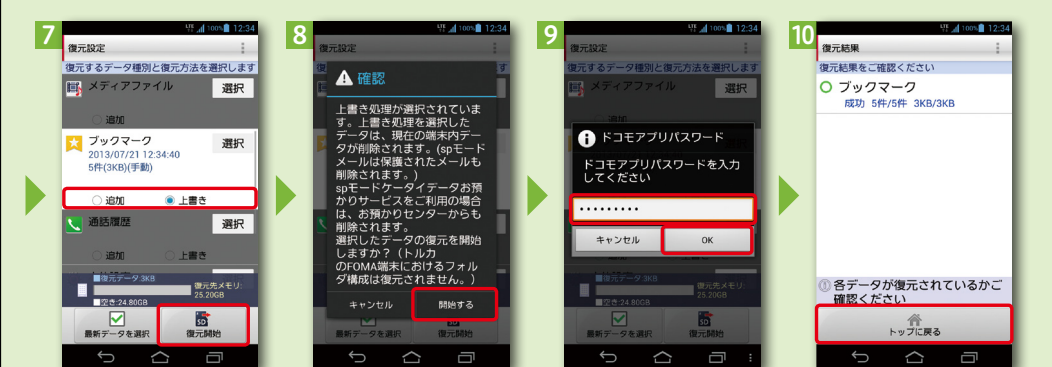 7
LTE 100% 12:34
復元設定
復元するデータ種別と復元方法を選択します
メディアファイル
選択
追加
ブックマーク
選択
2013/07/21 12:34:40
5件(3KB)(手動)
追加 上書き
通話履歴
選択
追加 上書き
復元データ:3KB
復元先メモリ:
25.20GB
空き:24.80GB
最新データを選択
復元開始
8
LTE 100% 12:34
復元設定
確認
上書き処理が選択されていま
す。上書き処理を選択した
データは、現在の端末内デー
タが削除されます。(spモード
メールは保護されたメールも
削除されます。)
spモードケータイデータお預
かりサービスをご利用の場合
は、お預かりセンターからも
削除されます。
選択したデータの復元を開始
しますか？（トルカ
のFOMA端末におけるフォル
ダ構成は復元されません。）
キャンセル
開始する
最新データを選択
復元開始
9
LTE 100% 12:34
復元設定
復元するデータ種別と復元方法を選択します
メディアファイル
選択
追加
ドコモアプリパスワード
ドコモアプリパスワードを入力
してください
•••••••••
キャンセル
OK
復元データ:3KB
復元先メモリ:
25.20GB
空き:24.80GB
最新データを選択
復元開始
10
LTE 100% 12:34
復元結果
復元結果をご確認ください
ブックマーク
成功 5件/5件 3KB/3KB
各データが復元されているかご
確認ください
トップに戻る